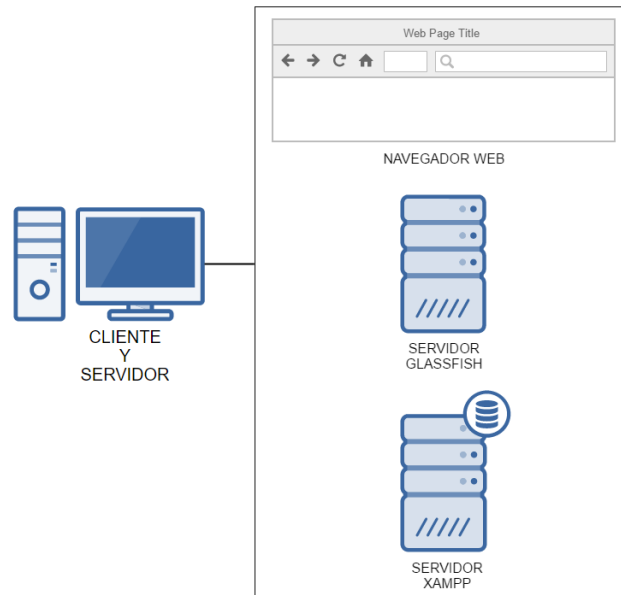 Web Page Title
NAVEGADOR WEB
CLIENTE
Y
SERVIDOR
SERVIDOR
GLASSFISH
SERVIDOR
XAMPP